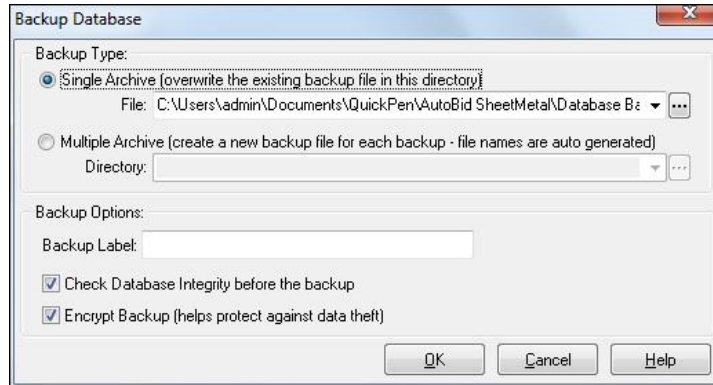 Backup Database
Backup Type:
Single Archive (overwrite the existing backup file in this directory)
File: C:\Users\admin\Documents\QuickPen\AutoBid SheetMetal\Database Ba ...
Multiple Archive (create a new backup file for each backup - file names are auto generated)
Directory: ...
Backup Options:
Backup Label:
Check Database Integrity before the backup
Encrypt Backup (helps protect against data theft)
OK Cancel Help